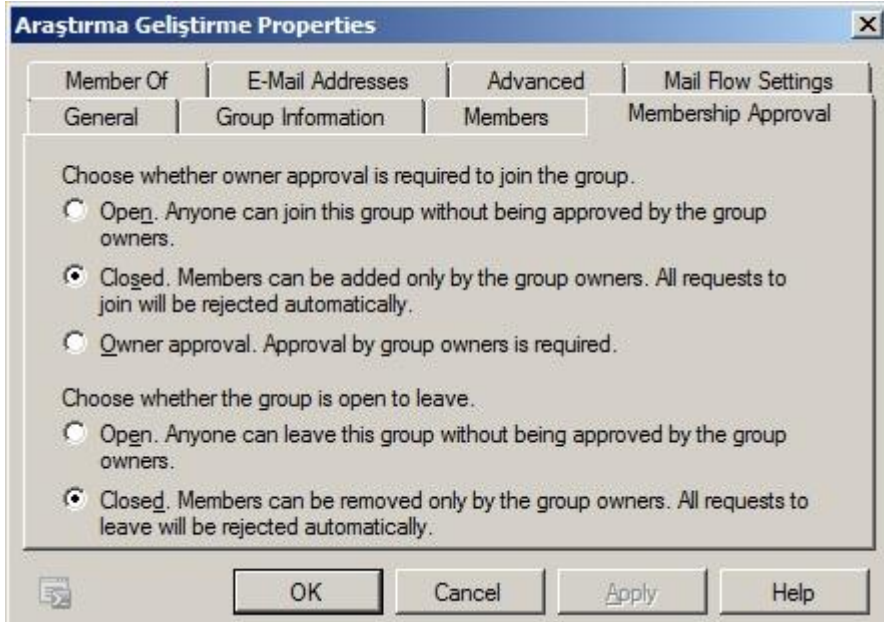 Araştırma Geliştirme Properties
Member Of E-Mail Addresses Advanced Mail Flow Settings
General Group Information Members Membership Approval
Choose whether owner approval is required to join the group.
Open. Anyone can join this group without being approved by the group
owners.
Closed. Members can be added only by the group owners. All requests to
join will be rejected automatically.
Owner approval. Approval by group owners is required.
Choose whether the group is open to leave.
Open. Anyone can leave this group without being approved by the group
owners.
Closed. Members can be removed only by the group owners. All requests to
leave will be rejected automatically.
OK Cancel Apply Help